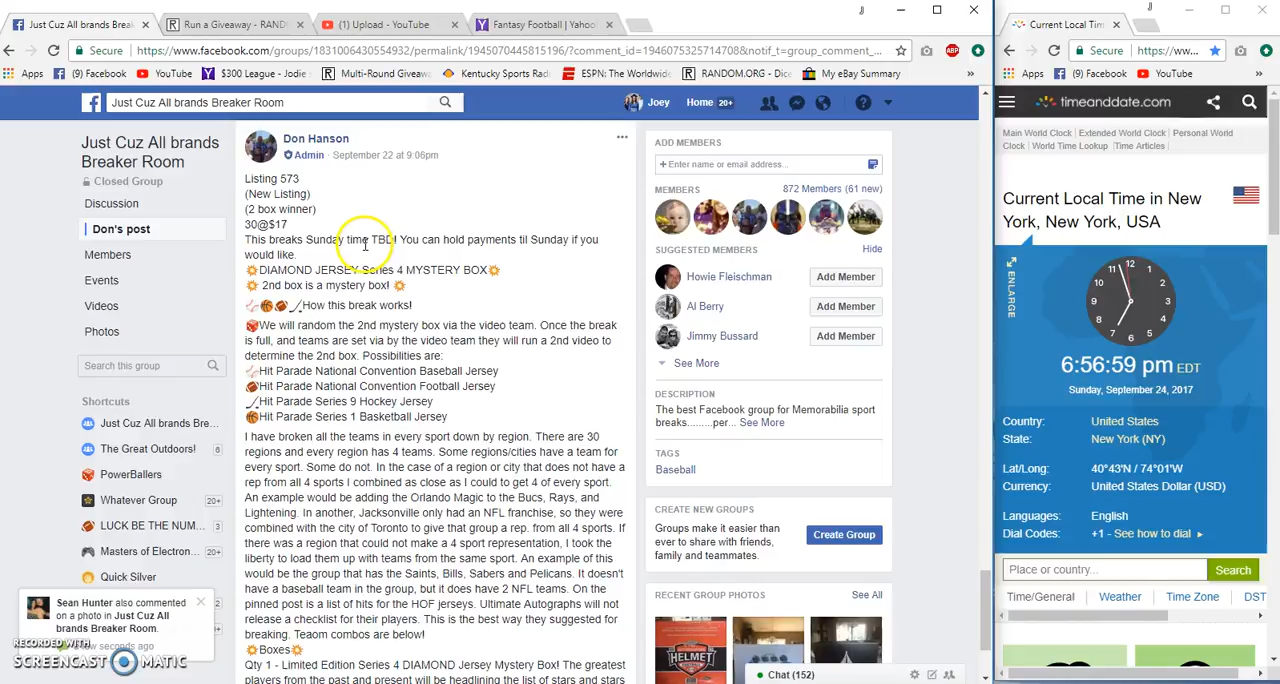 Just Cuz All brands Br
Run a Giveaway - RAND
(1) Upload - YouTube
Fantasy Football | Yahoo
Current Local Time in
Secure
https://www.facebook.com/groups/1831006430554932/permalink/1945070445815196/?comment_id=1946075325714708&notif_t=group_comment_...
Secure
https://ww...
Apps
(9) Facebook
YouTube
$300 League - Jodie
Multi-Round Giveaw
Kentucky Sports Rad
ESPN: The Worldwide
RANDOM.ORG - Dice
My eBay Summary
»
Apps
(9) Facebook
YouTube
Just Cuz All brands Breaker Room
Joey
Home 20+
timeanddate.com
Just Cuz All brands
Breaker Room
Closed Group
Discussion
Don's post
Members
Events
Videos
Photos
Search this group
Shortcuts
Just Cuz All brands Bre...
The Great Outdoors! 6
PowerBallers
Whatever Group 20+
LUCK BE THE NUM... 3
Masters of Electron... 20+
Quick Silver
Sean Hunter also commented
on a photo in Just Cuz All
brands Breaker Room.
seconds ago
RECORDED WITH
SCREENCAST MATIC
Don Hanson
Admin · September 22 at 9:06pm
Listing 573
(New Listing)
(2 box winner)
30@$17
This breaks Sunday time TBD! You can hold payments til Sunday if you
would like.
💥DIAMOND JERSEY Series 4 MYSTERY BOX💥
💥 2nd box is a mystery box! 💥
⚾🏀🏈🏒How this break works!
🎲We will random the 2nd mystery box via the video team. Once the break
is full, and teams are set via by the video team they will run a 2nd video to
determine the 2nd box. Possibilities are:
⚾Hit Parade National Convention Baseball Jersey
🏈Hit Parade National Convention Football Jersey
🏒Hit Parade Series 9 Hockey Jersey
🏀Hit Parade Series 1 Basketball Jersey
I have broken all the teams in every sport down by region. There are 30
regions and every region has 4 teams. Some regions/cities have a team for
every sport. Some do not. In the case of a region or city that does not have a
rep from all 4 sports I combined as close as I could to get 4 of every sport.
An example would be adding the Orlando Magic to the Bucs, Rays, and
Lightening. In another, Jacksonville only had an NFL franchise, so they were
combined with the city of Toronto to give that group a rep. from all 4 sports. If
there was a region that could not make a 4 sport representation, I took the
liberty to load them up with teams from the same sport. An example of this
would be the group that has the Saints, Bills, Sabers and Pelicans. It doesn't
have a baseball team in the group, but it does have 2 NFL teams. On the
pinned post is a list of hits for the HOF jerseys. Ultimate Autographs will not
release a checklist for their players. This is the best way they suggested for
breaking. Teaom combos are below!
💥Boxes💥
Qty 1 - Limited Edition Series 4 DIAMOND Jersey Mystery Box! The greatest
players from the past and present will be headlining the list of stars and stars
ADD MEMBERS
+ Enter name or email address...
MEMBERS 872 Members (61 new)
SUGGESTED MEMBERS Hide
Howie Fleischman Add Member
Al Berry Add Member
Jimmy Bussard Add Member
See More
DESCRIPTION
The best Facebook group for Memorabilia sport
breaks.........per... See More
TAGS
Baseball
CREATE NEW GROUPS
Groups make it easier than
ever to share with friends,
family and teammates.
Create Group
RECENT GROUP PHOTOS See All
HELMET
Chat (152)
Main World Clock | Extended World Clock | Personal World
Clock | World Time Lookup | Time Articles |
Current Local Time in New
York, New York, USA
ENLARGE
12
1
2
3
4
5
6
7
8
9
10
11
6:56:59 pm EDT
Sunday, September 24, 2017
Country: United States
State: New York (NY)
Lat/Long: 40°43'N / 74°01'W
Currency: United States Dollar (USD)
Languages: English
Dial Codes: +1 - See how to dial
Place or country...
Search
Time/General
Weather
Time Zone
DST